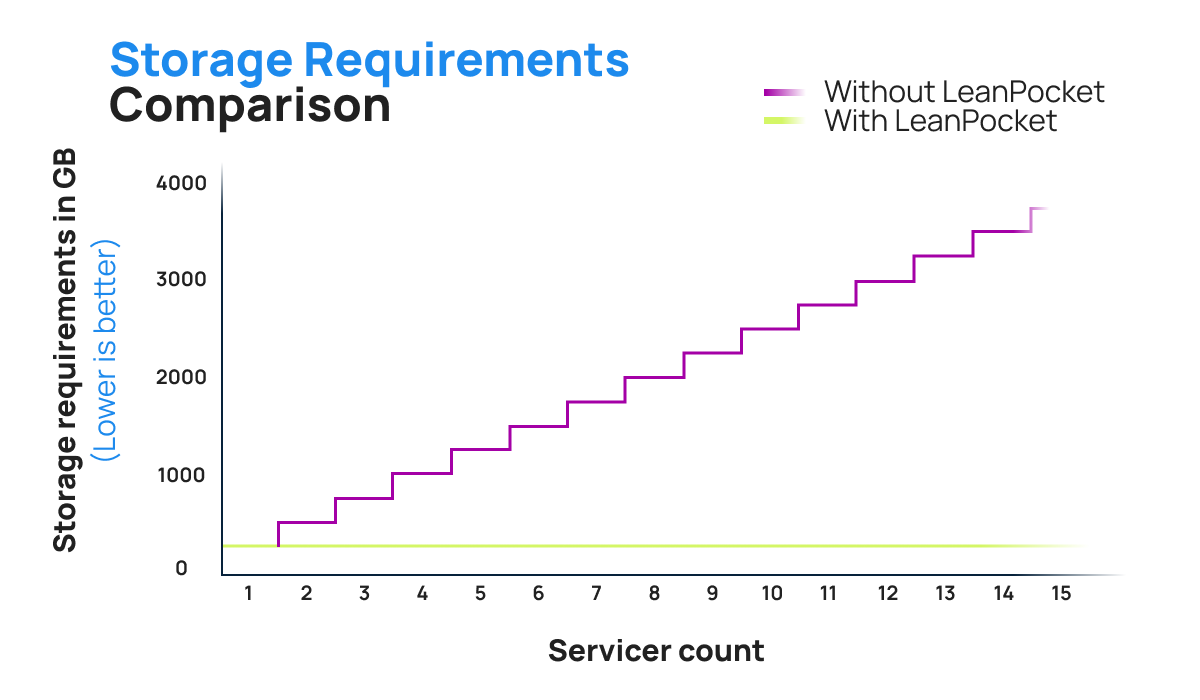 Storage Requirements
Comparison
Without LeanPocket
With LeanPocket
Storage requirements in GB
(Lower is better)
4000
3000
2000
1000
0
1 2 3 4 5 6 7 8 9 10 11 12 13 14 15
Servicer count